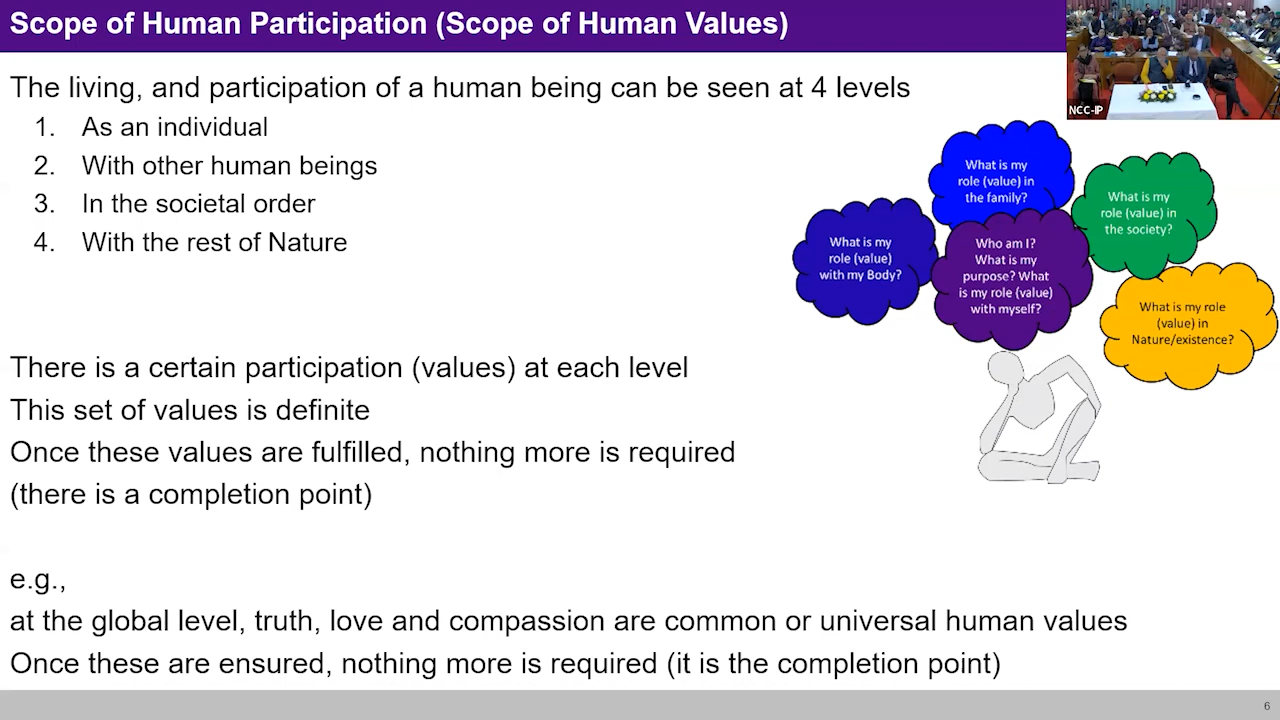 Scope of Human Participation (Scope of Human Values)
NCC-IP
The living, and participation of a human being can be seen at 4 levels
1. As an individual
2. With other human beings
3. In the societal order
4. With the rest of Nature
What is my
role (value)
with my Body?
What is my
role (value) in
the family?
Who am I?
What is my
purpose? What
is my role (value)
with myself?
What is my
role (value) in
the society?
What is my role
(value) in
Nature/existence?
There is a certain participation (values) at each level
This set of values is definite
Once these values are fulfilled, nothing more is required
(there is a completion point)
e.g.,
at the global level, truth, love and compassion are common or universal human values
Once these are ensured, nothing more is required (it is the completion point)
6